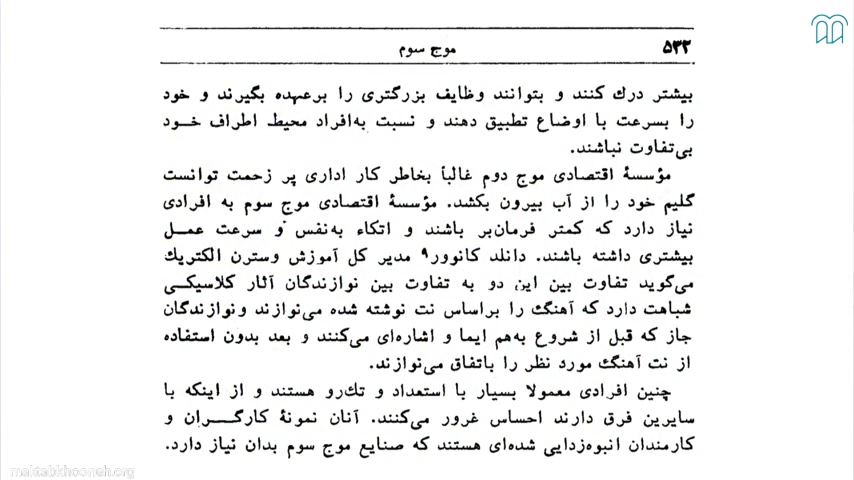 ۵۳۲
موج سوم
بیشتر درك کنند و بتوانند وظایف بزرگتری را برعهده بگیرند و خود
را بسرعت با اوضاع تطبیق دهند و نسبت به‌افراد محیط اطراف خود
بی‌تفاوت نباشند.
مؤسسهٔ اقتصادی موج دوم غالباً بخاطر کار اداری پر زحمت توانست
گلیم خود را از آب بیرون بکشد. مؤسسهٔ اقتصادی موج سوم به افرادی
نیاز دارد که کمتر فرمان‌بر باشند و اتکاء به‌نفس و سرعت عمل
بیشتری داشته باشند. دانلد کانوور۹ مدیر کل آموزش وسترن الکتریك
می‌گوید تفاوت بین این دو به تفاوت بین نوازندگان آثار کلاسیکی
شباهت دارد که آهنگ را براساس نت نوشته شده می‌نوازند ونوازندگان
جاز که قبل از شروع به‌هم ایما و اشاره‌ای می‌کنند و بعد بدون استفاده
از نت آهنگ مورد نظر را باتفاق می‌نوازند.
چنین افرادی معمولا بسیار با استعداد و تك‌رو هستند و از اینکه با
سایرین فرق دارند احساس غرور می‌کنند. آنان نمونهٔ کارگران و
کارمندان انبوه‌زدایی شده‌ای هستند که صنایع موج سوم بدان نیاز دارد.
maktabkhooneh.org